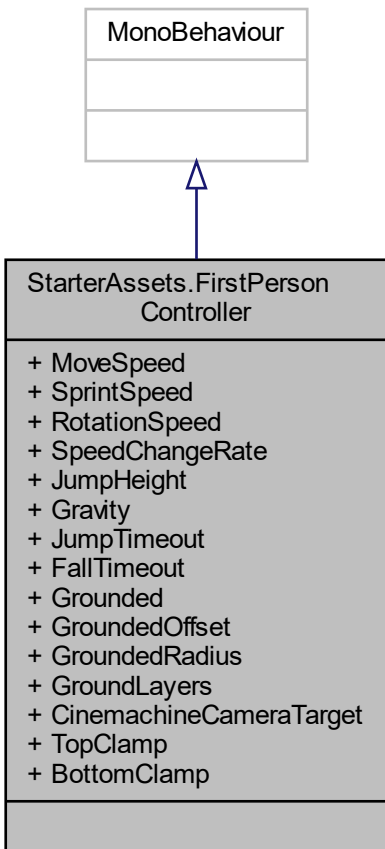 MonoBehaviour
StarterAssets.FirstPerson
Controller
+ MoveSpeed
+ SprintSpeed
+ RotationSpeed
+ SpeedChangeRate
+ JumpHeight
+ Gravity
+ JumpTimeout
+ FallTimeout
+ Grounded
+ GroundedOffset
+ GroundedRadius
+ GroundLayers
+ CinemachineCameraTarget
+ TopClamp
+ BottomClamp